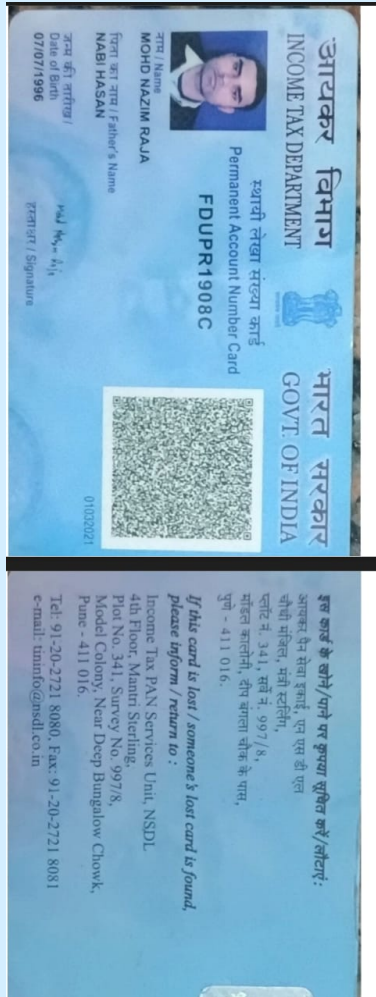 आयकर विभाग
INCOME TAX DEPARTMENT
भारत सरकार
GOVT. OF INDIA
स्थायी लेखा संख्या कार्ड
Permanent Account Number Card
FDUPR1908C
नाम / Name
MOHD NAZIM RAJA
पिता का नाम / Father's Name
NABI HASAN
जन्म की तारीख /
Date of Birth
07/07/1996
हस्ताक्षर / Signature
01032021
इस कार्ड के खोने/पाने पर कृपया सूचित करें/लौटाएं :
आयकर पैन सेवा इकाई, एन एस डी एल
चौथी मंजिल, मंत्री स्टर्लिंग,
प्लॉट नं. 341, सर्वे नं. 997/8,
मॉडल कालोनी, दीप बंगला चौक के पास,
पुणे - 411 016.
If this card is lost / someone's lost card is found,
please inform / return to :
Income Tax PAN Services Unit, NSDL
4th Floor, Mantri Sterling,
Plot No. 341, Survey No. 997/8,
Model Colony, Near Deep Bungalow Chowk,
Pune - 411 016.
Tel: 91-20-2721 8080, Fax: 91-20-2721 8081
e-mail: tininfo@nsdl.co.in